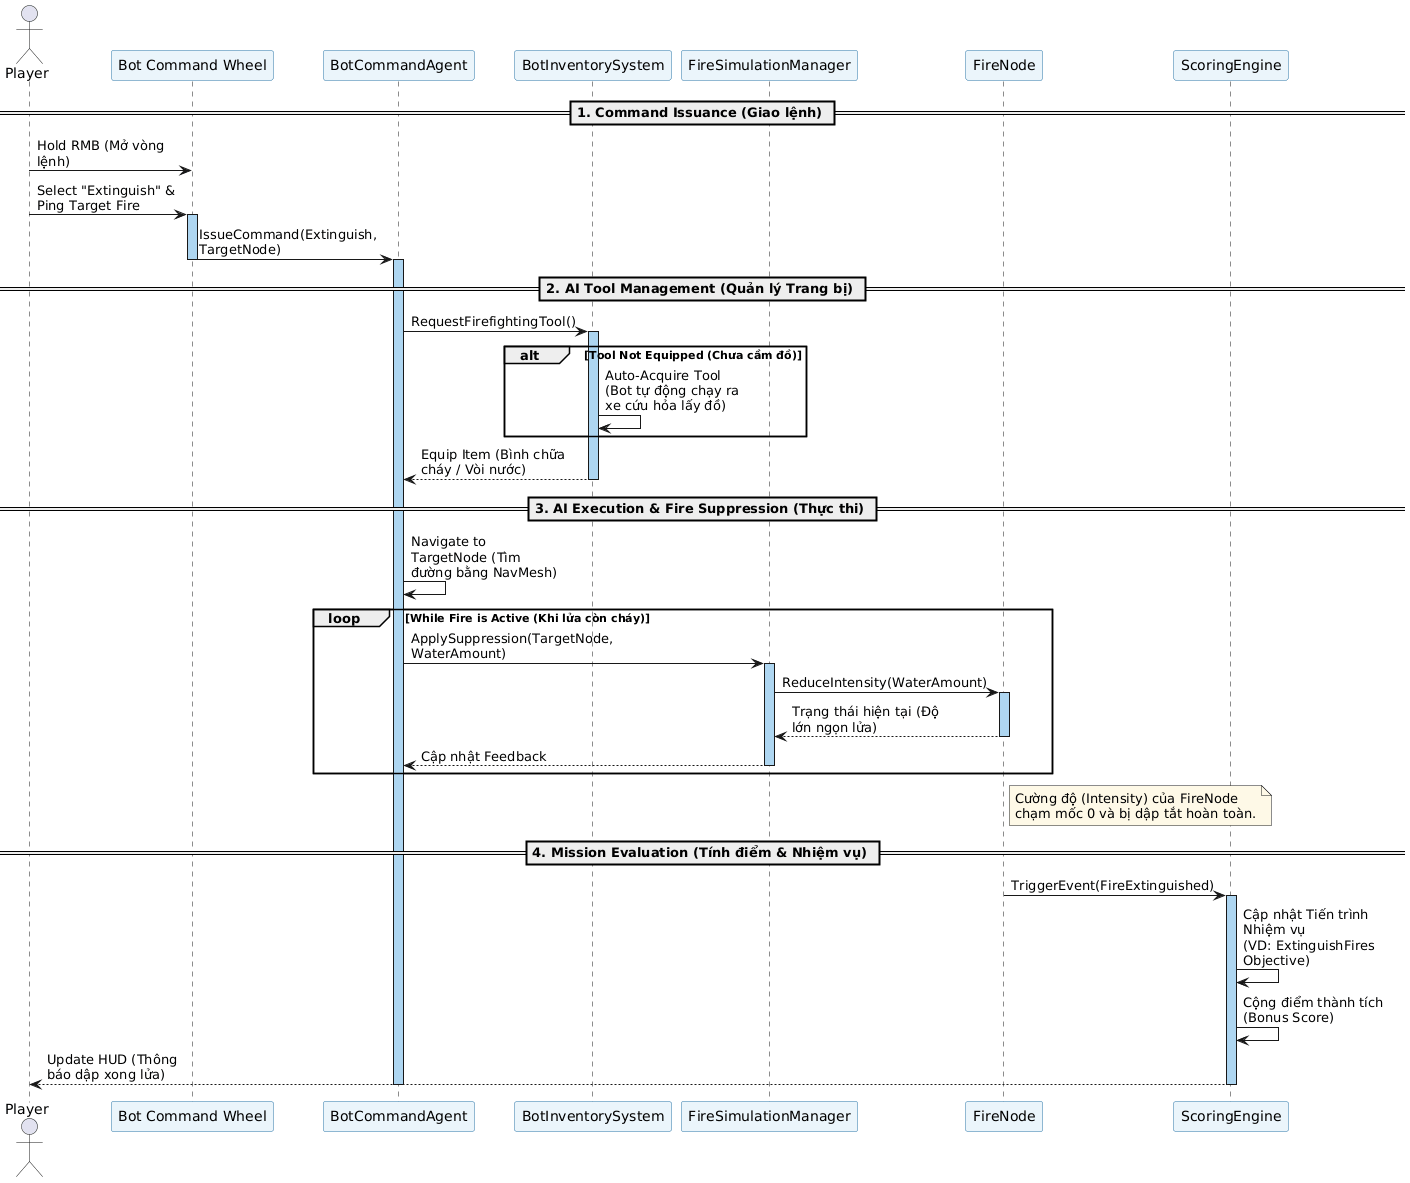 Player
Bot Command Wheel
BotCommandAgent
BotInventorySystem
FireSimulationManager
FireNode
ScoringEngine
1. Command Issuance (Giao lệnh)
Hold RMB (Mở vòng
lệnh)
Select "Extinguish" &
Ping Target Fire
IssueCommand(Extinguish,
TargetNode)
2. AI Tool Management (Quản lý Trang bị)
RequestFirefightingTool()
alt
[Tool Not Equipped (Chưa cầm đồ)]
Auto-Acquire Tool
(Bot tự động chạy ra
xe cứu hỏa lấy đồ)
Equip Item (Bình chữa
cháy / Vòi nước)
3. AI Execution & Fire Suppression (Thực thi)
Navigate to
TargetNode (Tìm
đường bằng NavMesh)
loop
[While Fire is Active (Khi lửa còn cháy)]
ApplySuppression(TargetNode,
WaterAmount)
ReduceIntensity(WaterAmount)
Trạng thái hiện tại (Độ
lớn ngọn lửa)
Cập nhật Feedback
Cường độ (Intensity) của FireNode
chạm mốc 0 và bị dập tắt hoàn toàn.
4. Mission Evaluation (Tính điểm & Nhiệm vụ)
TriggerEvent(FireExtinguished)
Cập nhật Tiến trình
Nhiệm vụ
(VD: ExtinguishFires
Objective)
Cộng điểm thành tích
(Bonus Score)
Update HUD (Thông
báo dập xong lửa)
Player
Bot Command Wheel
BotCommandAgent
BotInventorySystem
FireSimulationManager
FireNode
ScoringEngine